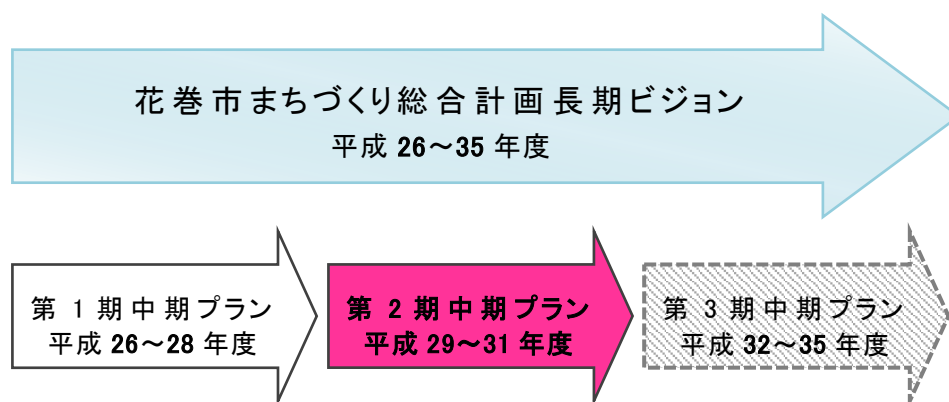 花巻市まちづくり総合計画長期ビジョン
平成 26～35 年度
第 1 期中期プラン
平成 26～28 年度
第 2 期中期プラン
平成 29～31 年度
第 3 期中期プラン
平成 32～35 年度